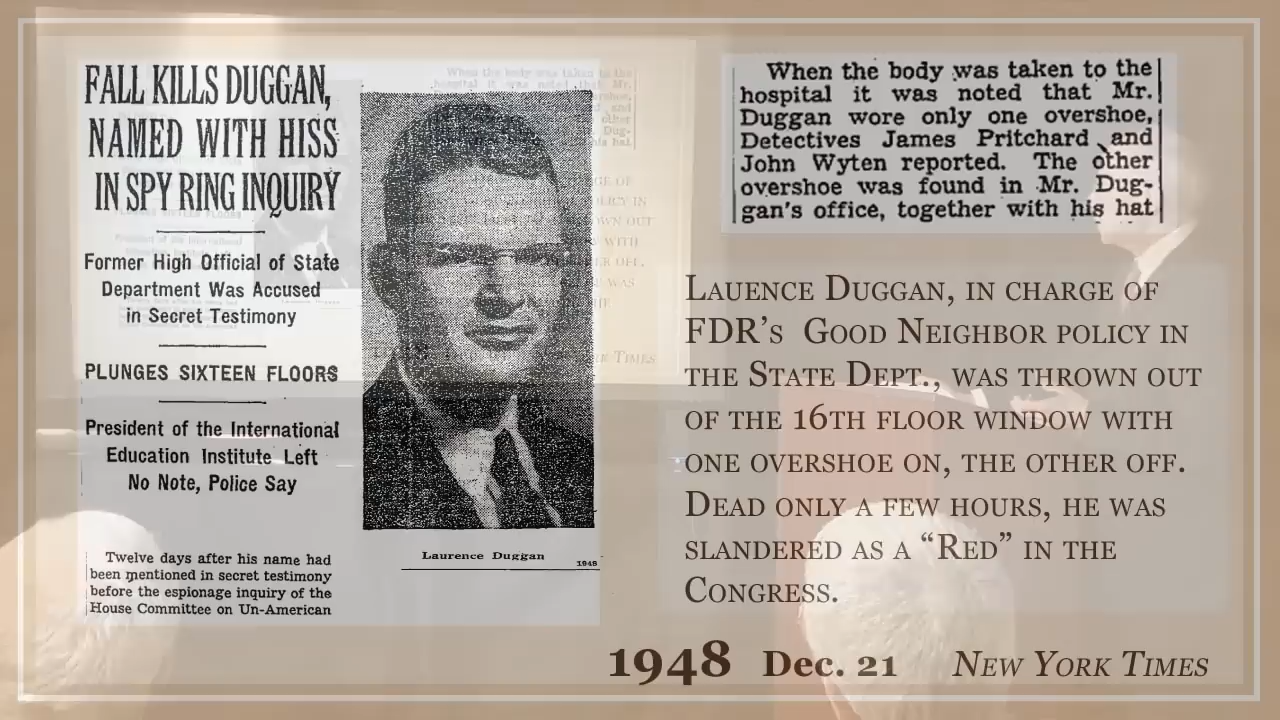 FALL KILLS DUGGAN,
NAMED WITH HISS
IN SPY RING INQUIRY
Former High Official of State
Department Was Accused
in Secret Testimony
PLUNGES SIXTEEN FLOORS
President of the International
Education Institute Left
No Note, Police Say
Twelve days after his name had
been mentioned in secret testimony
before the espionage inquiry of the
House Committee on Un-American
Laurence Duggan
1948
When the body was taken to the
hospital it was noted that Mr.
Duggan wore only one overshoe,
Detectives James Pritchard and
John Wyten reported. The other
overshoe was found in Mr. Dug-
gan's office, together with his hat
Lauence Duggan, in charge of
FDR's Good Neighbor policy in
the State Dept., was thrown out
of the 16th floor window with
one overshoe on, the other off.
Dead only a few hours, he was
slandered as a "Red" in the
Congress.
1948 Dec. 21 New York Times